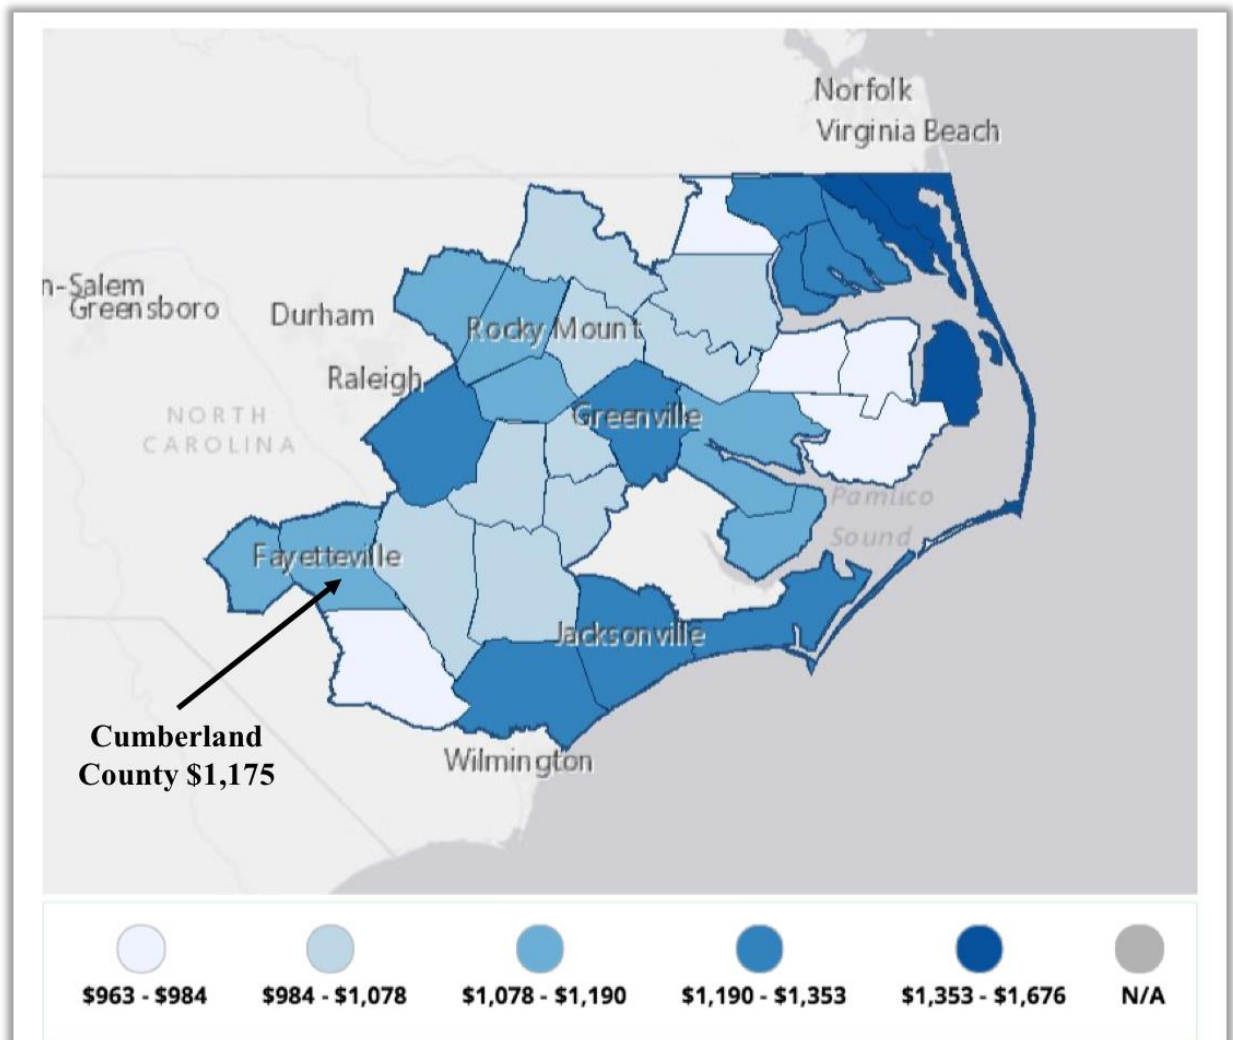 Norfolk
Virginia Beach
n-Salem
Greensboro
Durham
Rocky Mount
Raleigh
NORTH
CAROLINA
Greenville
Pamlico
Sound
Fayetteville
Jacksonville
Cumberland
County $1,175
Wilmington
$963 - $984
$984 - $1,078
$1,078 - $1,190
$1,190 - $1,353
$1,353 - $1,676
N/A